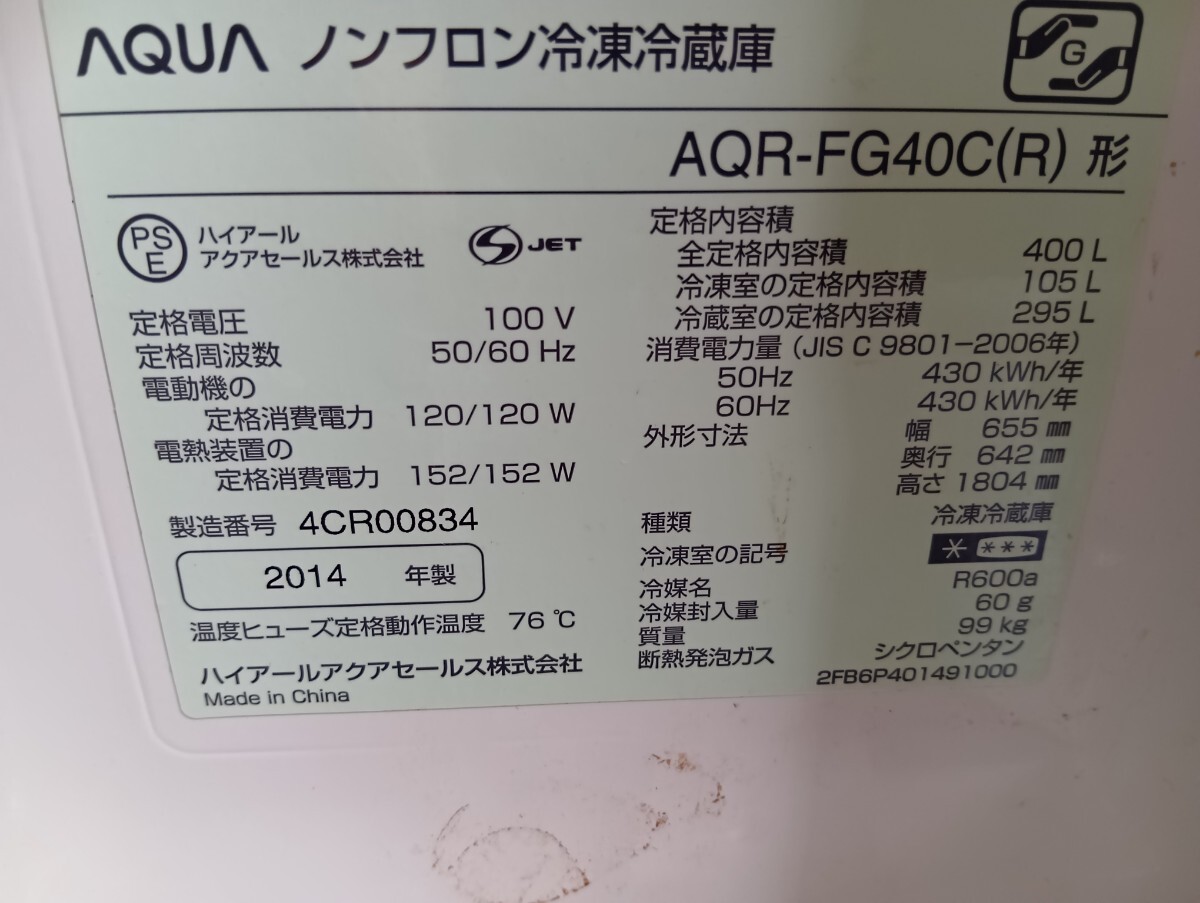 AQUA ノンフロン冷凍冷蔵庫
G
AQR-FG40C(R) 形
PS
E
ハイアール
アクアセールス株式会社
S JET
定格電圧 100 V
定格周波数 50/60 Hz
電動機の
定格消費電力 120/120 W
電熱装置の
定格消費電力 152/152 W
製造番号 4CR00834
2014 年製
温度ヒューズ定格動作温度 76 ℃
ハイアールアクアセールス株式会社
Made in China
定格内容積
全定格内容積 400 L
冷凍室の定格内容積 105 L
冷蔵室の定格内容積 295 L
消費電力量 (JIS C 9801−2006年)
50Hz 430 kWh/年
60Hz 430 kWh/年
外形寸法 幅 655 ㎜
奥行 642 ㎜
高さ 1804 ㎜
種類 冷凍冷蔵庫
冷凍室の記号 * ***
冷媒名 R600a
冷媒封入量 60 g
質量 99 kg
断熱発泡ガス シクロペンタン
2FB6P401491000